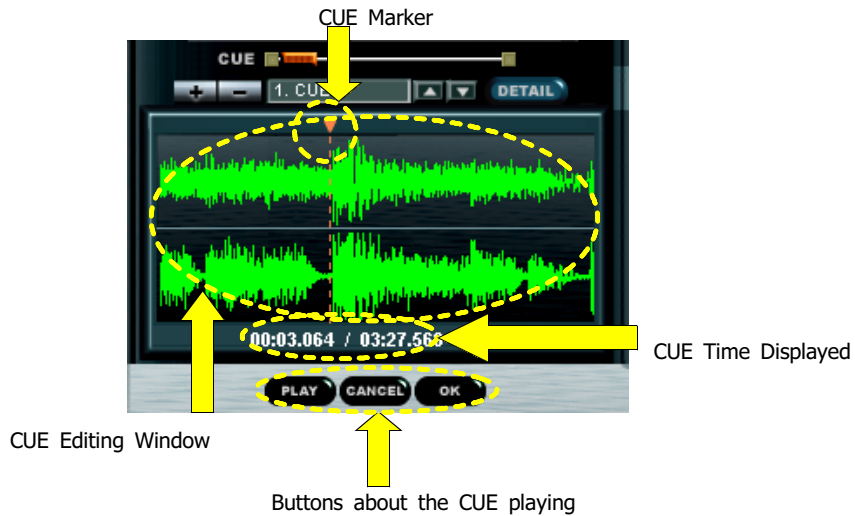 CUE Marker
CUE
+ - 1. CUE DETAIL
00:03.064 / 03:27.566
CUE Time Displayed
PLAY CANCEL OK
CUE Editing Window
Buttons about the CUE playing